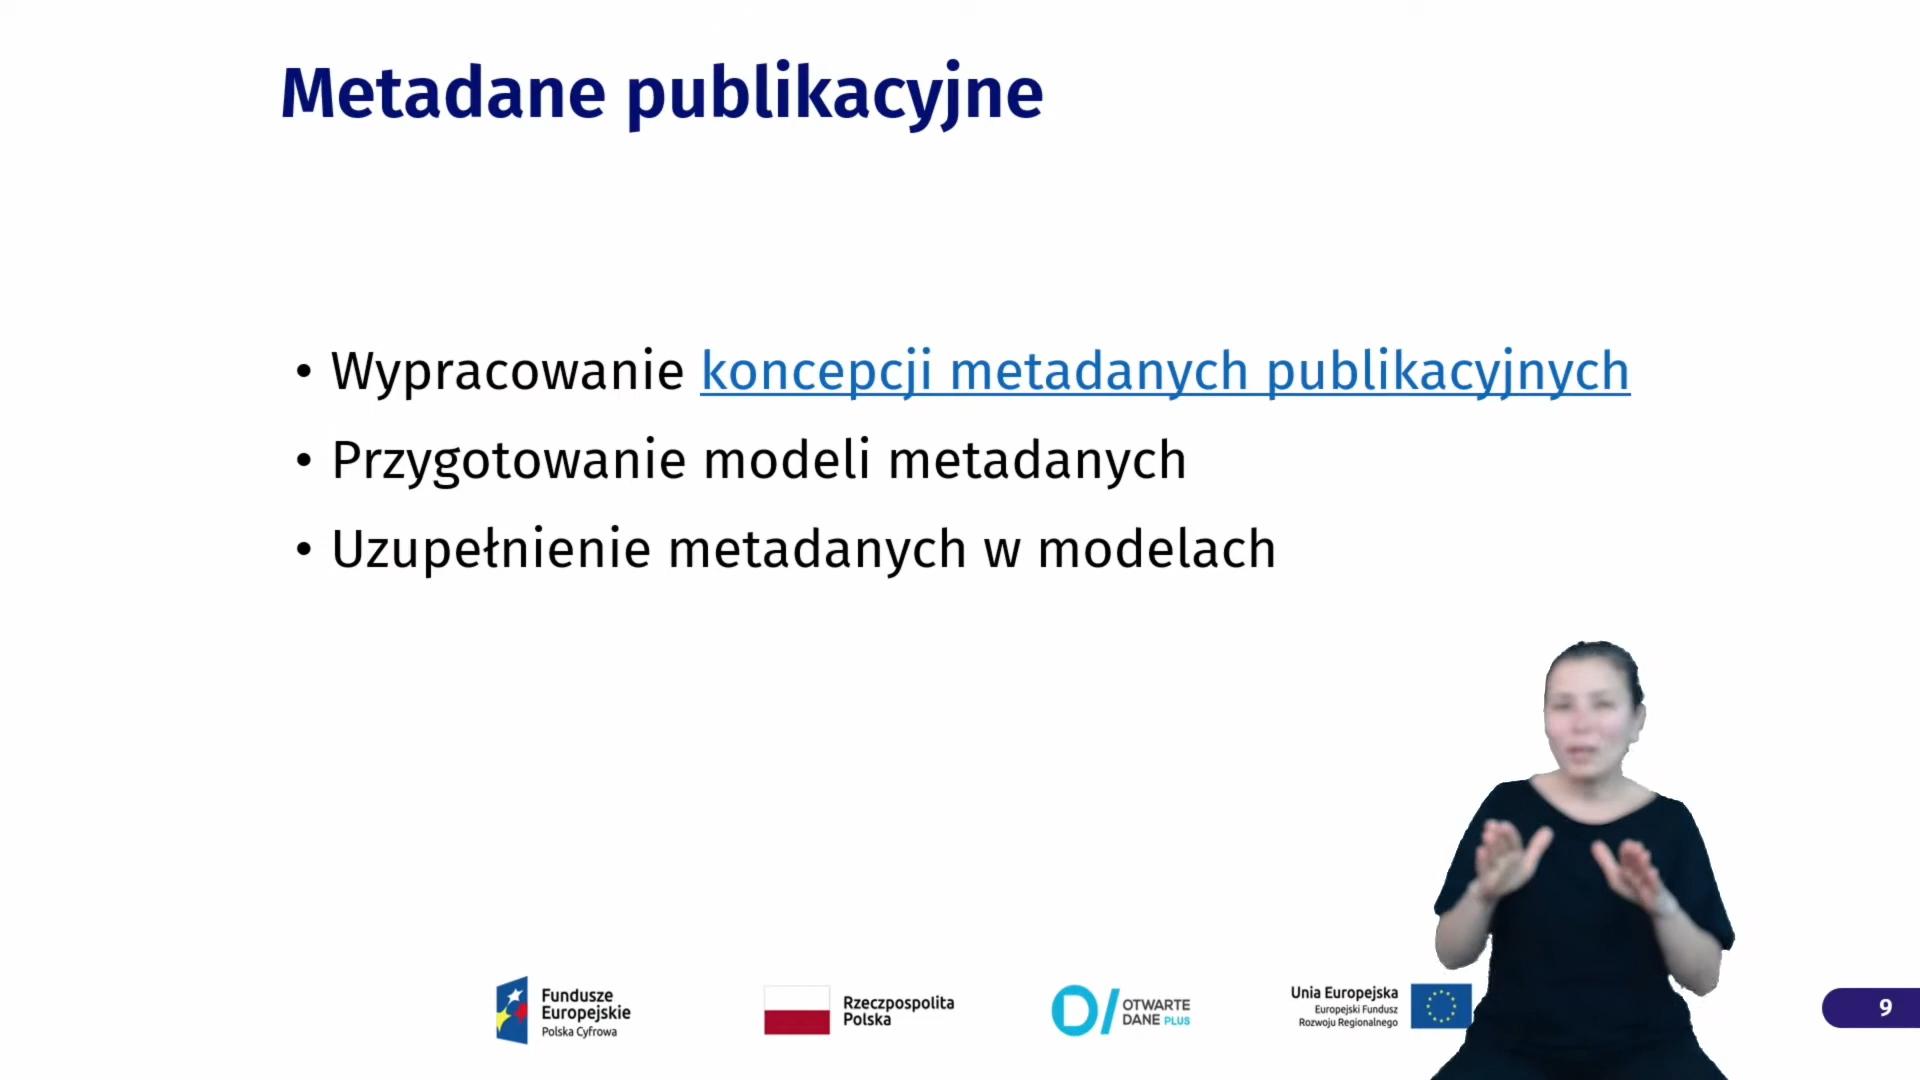 Metadane publikacyjne
• Wypracowanie koncepcji metadanych publikacyjnych
• Przygotowanie modeli metadanych
• Uzupełnienie metadanych w modelach
Fundusze
Europejskie
Polska Cyfrowa
Rzeczpospolita
Polska
D/ OTWARTE
DANE PLUS
Unia Europejska
Europejski Fundusz
Rozwoju Regionalnego
9